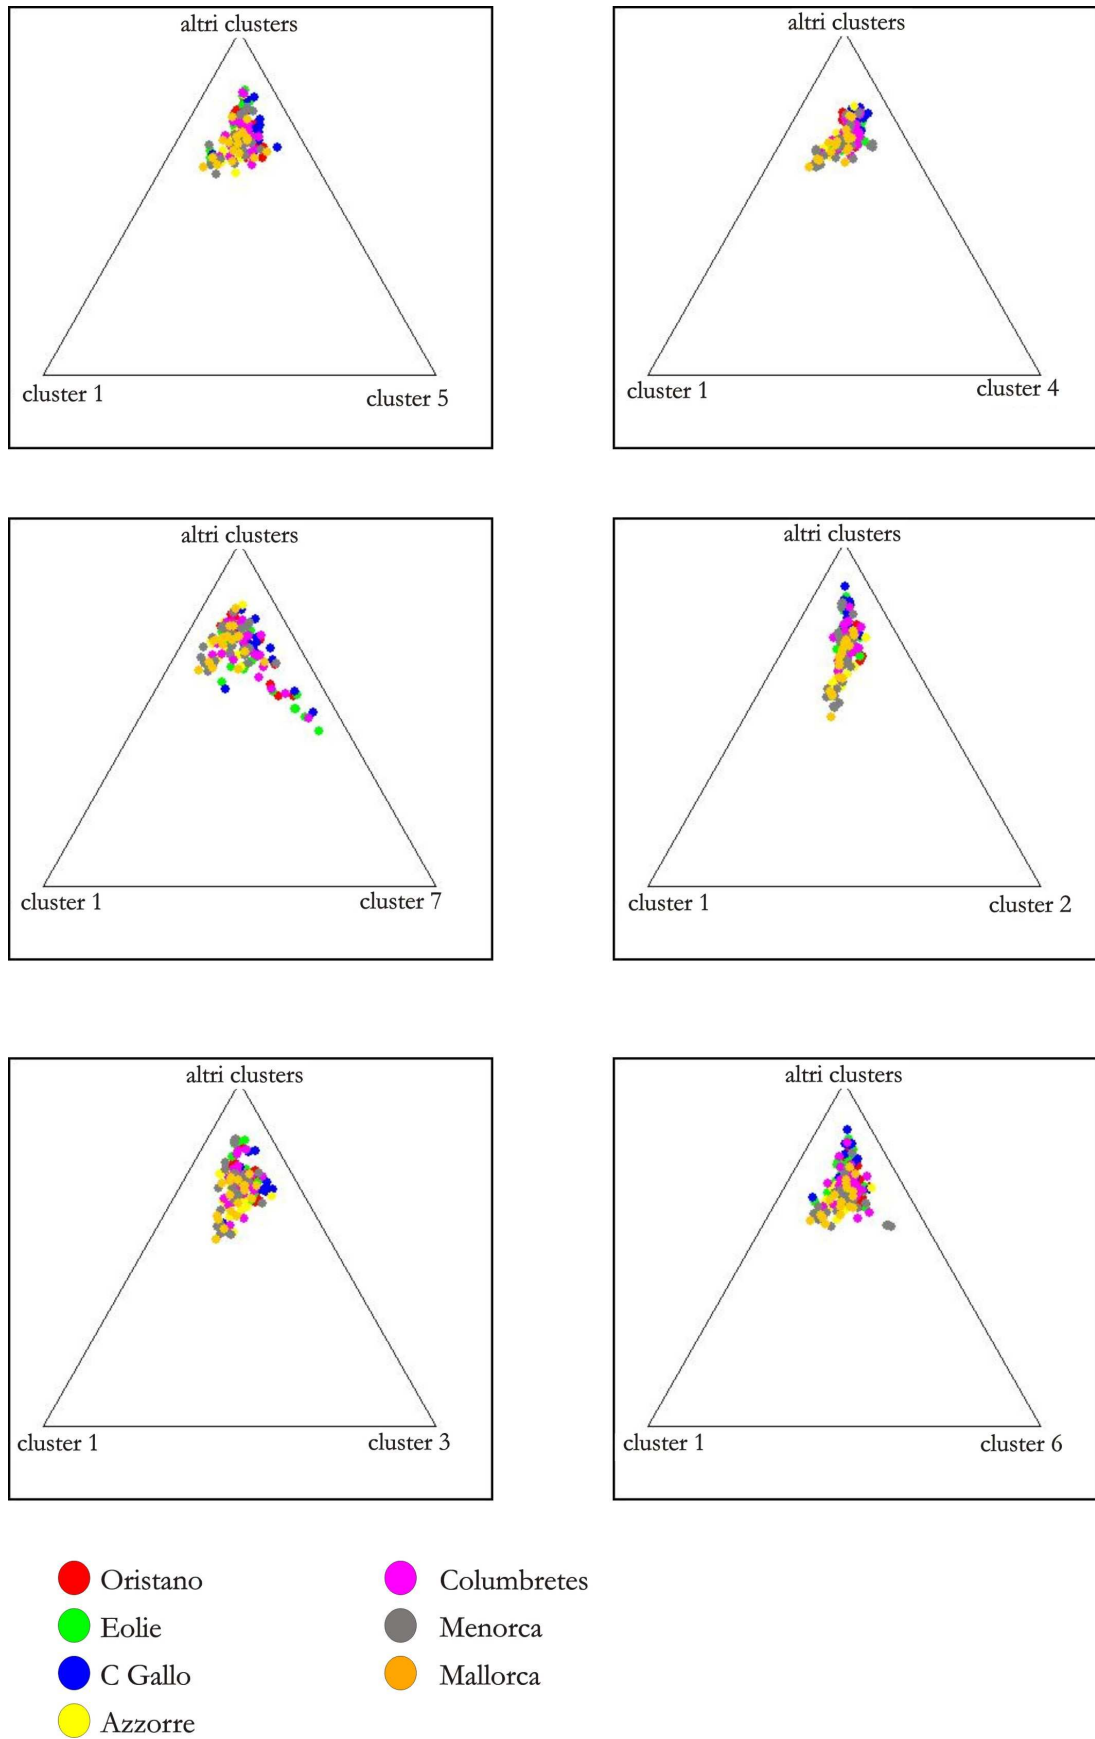 altri clusters
altri clusters
cluster 1
cluster 5
cluster 1
cluster 4
altri clusters
altri clusters
cluster 1
cluster 7
cluster 1
cluster 2
altri clusters
altri clusters
cluster 1
cluster 3
cluster 1
cluster 6
Oristano
Eolie
C Gallo
Azzorre
Columbretes
Menorca
Mallorca